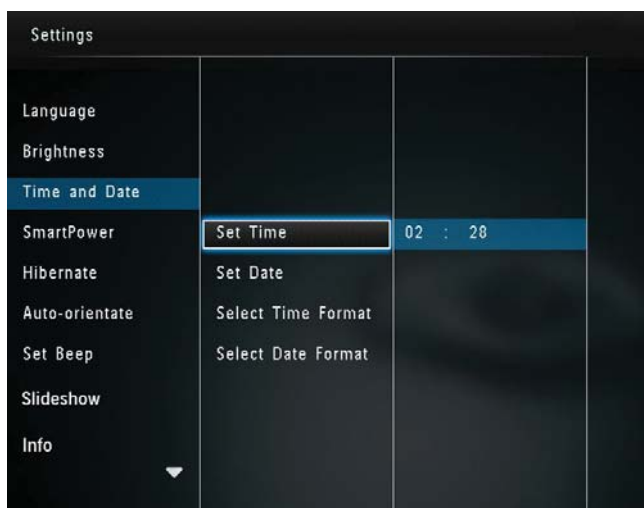 Settings
Language
Brightness
Time and Date
SmartPower
Hibernate
Auto-orientate
Set Beep
Slideshow
Info
Set Time
Set Date
Select Time Format
Select Date Format
02 : 28